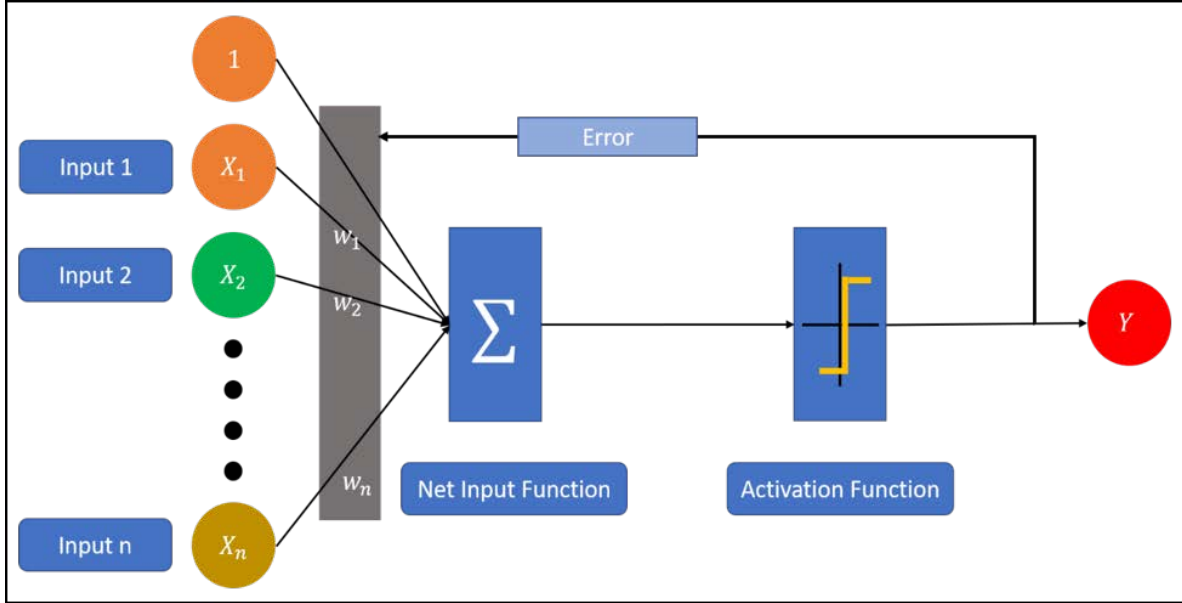 1
Error
Input 1
X₁
w₁
Input 2
X₂
w₂
Σ
Y
wₙ
Net Input Function
Activation Function
Input n
Xₙ